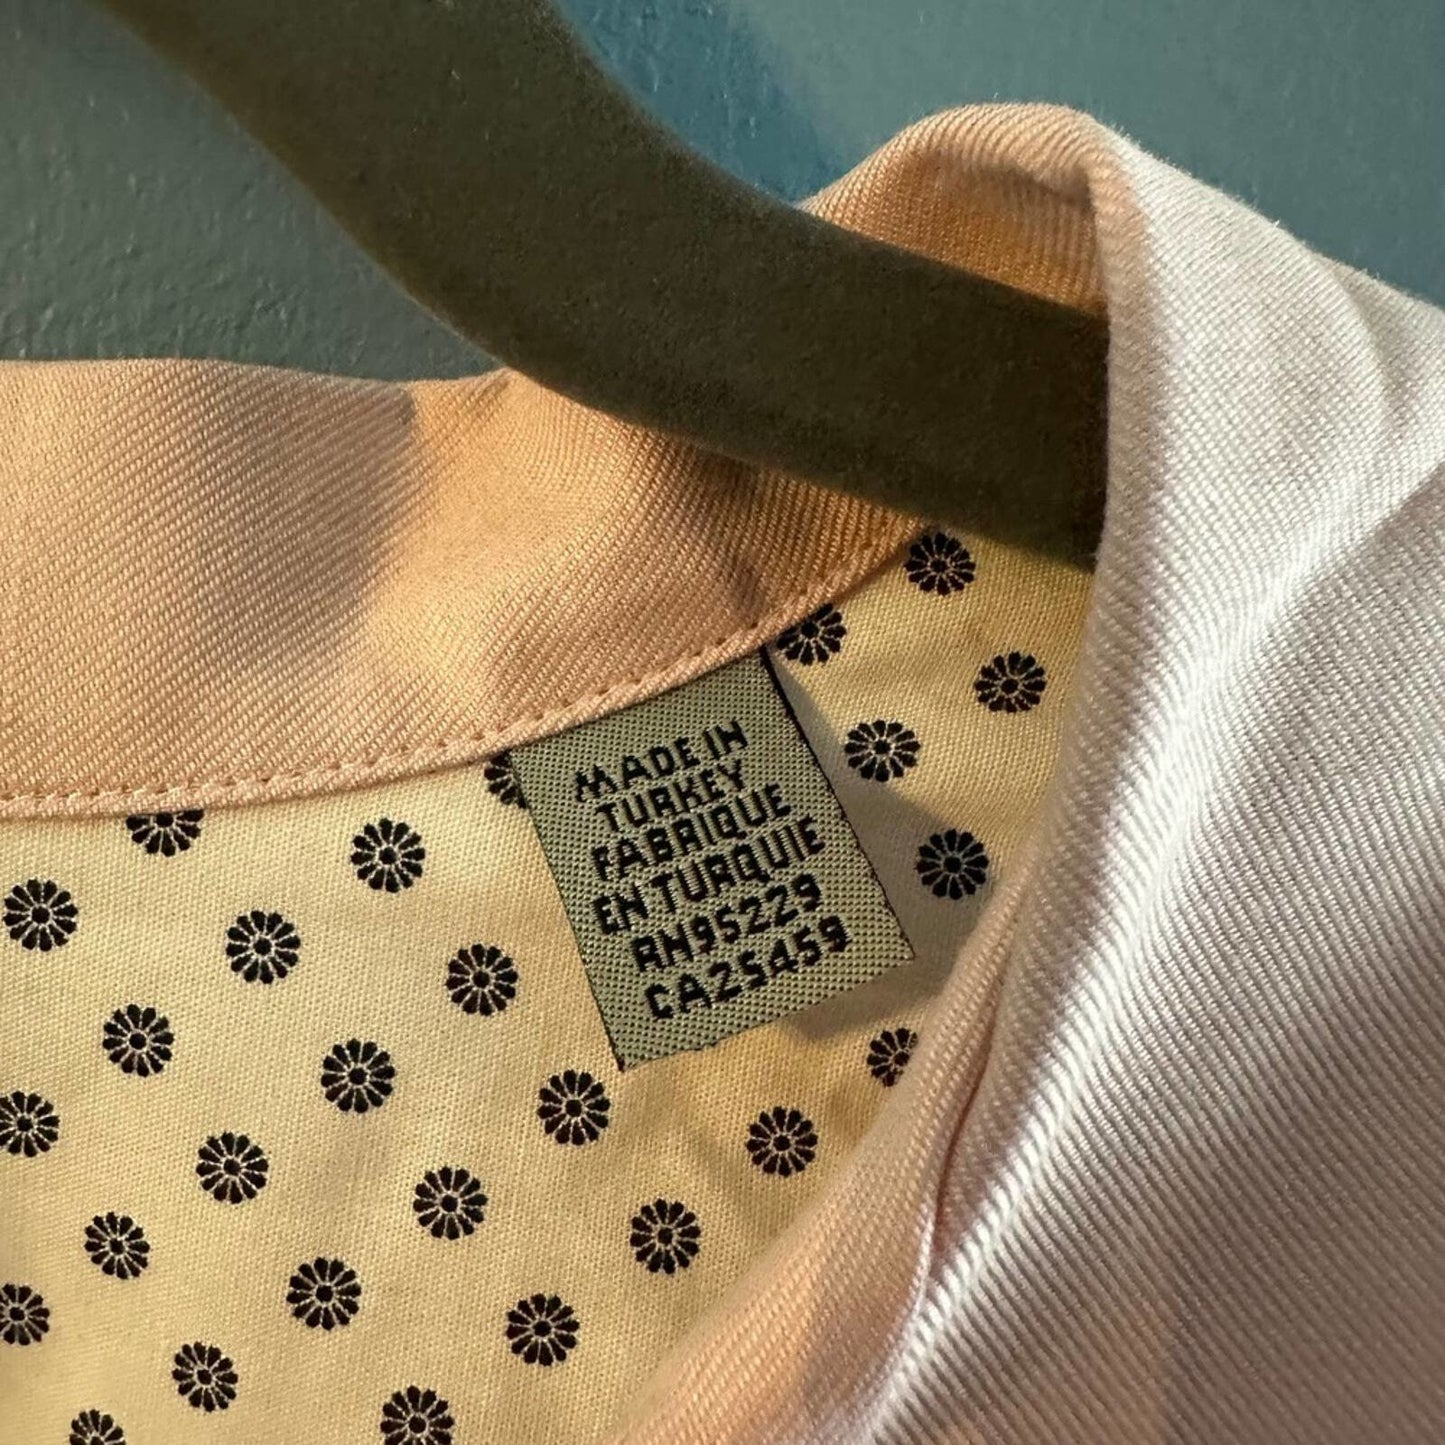 MADE IN
TURKEY
FABRIQUE
EN TURQUIE
RN95229
CA25459